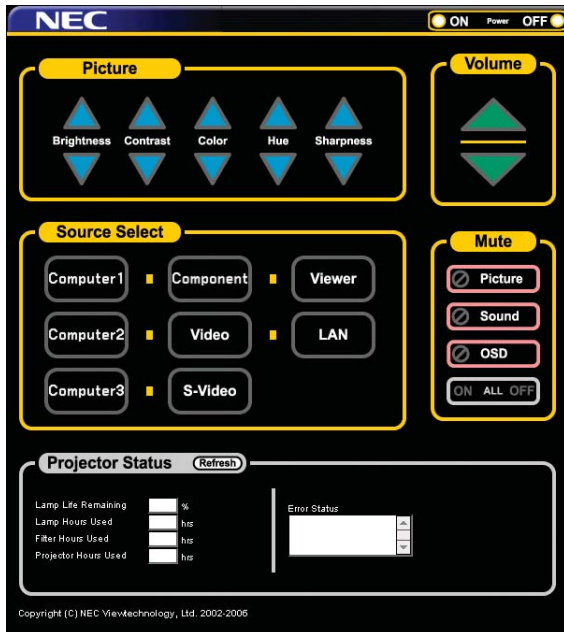 NEC
ON Power OFF
Picture
Volume
Brightness Contrast Color Hue Sharpness
Source Select
Computer1 Component Viewer
Computer2 Video LAN
Computer3 S-Video
Mute
Picture
Sound
OSD
ON ALL OFF
Projector Status Refresh
Lamp Life Remaining %
Lamp Hours Used hrs
Filter Hours Used hrs
Projector Hours Used hrs
Error Status
Copyright (C) NEC Viewtechnology, Ltd. 2002-2006